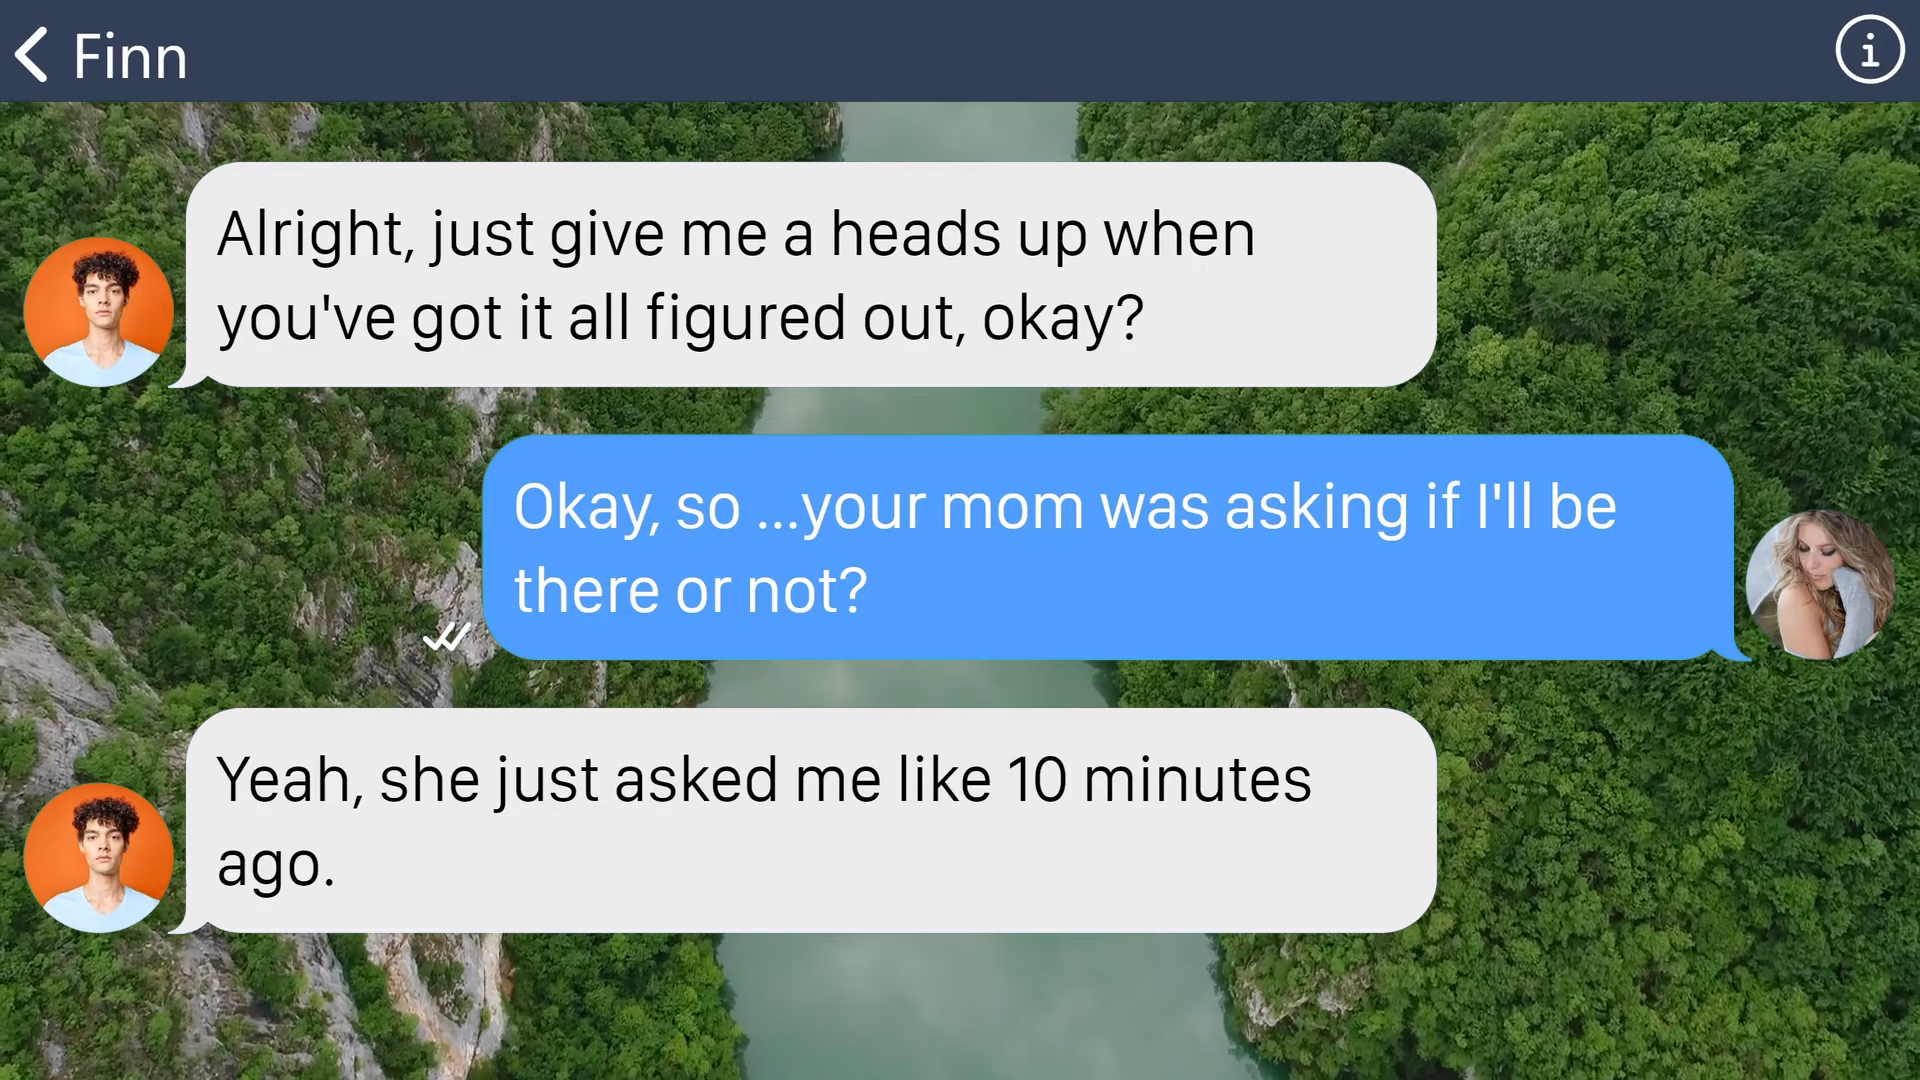 Finn
Alright, just give me a heads up when
you've got it all figured out, okay?
Okay, so ...your mom was asking if I'll be
there or not?
Yeah, she just asked me like 10 minutes
ago.